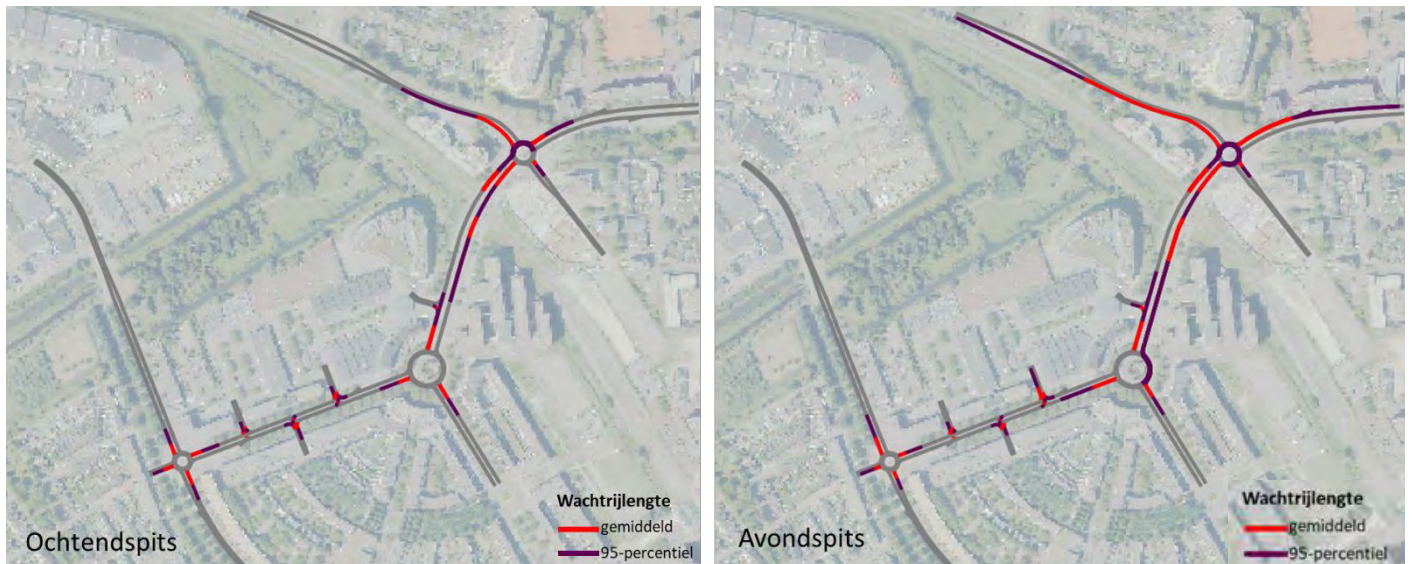 Wachtrijlengte
gemiddeld
95-percentiel
Ochtendspits
Wachtrijlengte
gemiddeld
95-percentiel
Avondspits